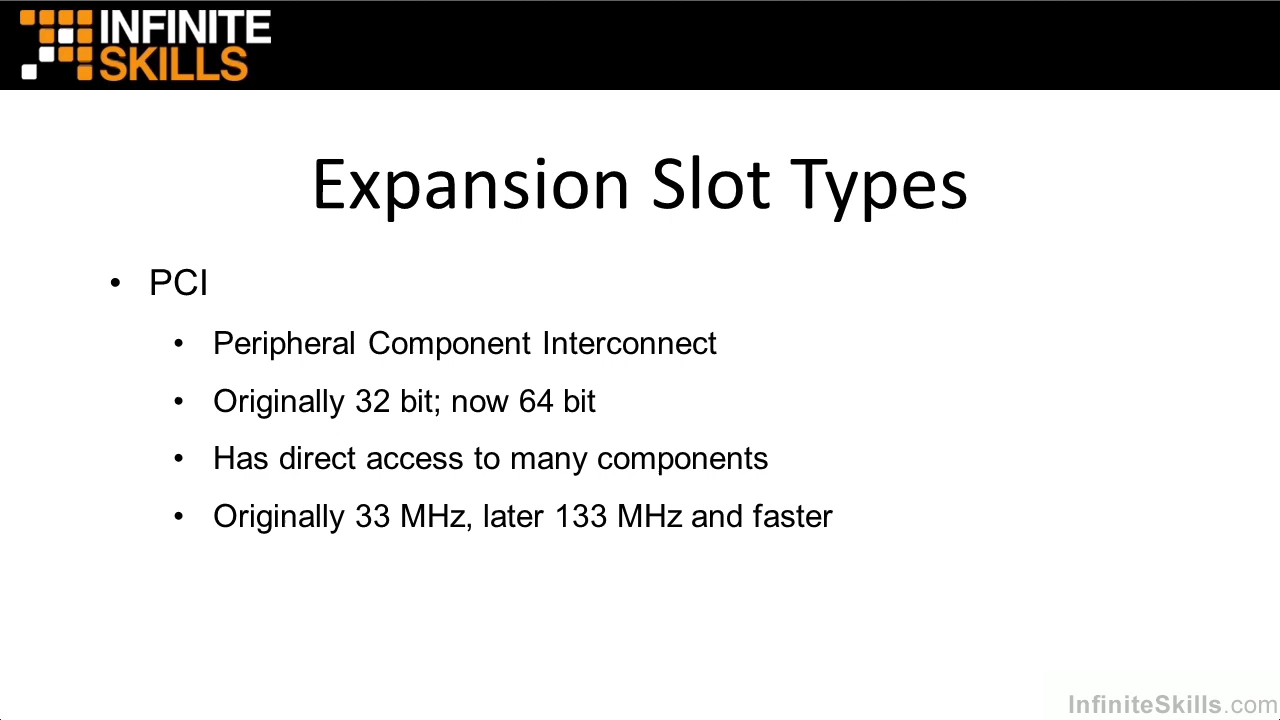 INFINITE
SKILLS
Expansion Slot Types
• PCI
• Peripheral Component Interconnect
• Originally 32 bit; now 64 bit
• Has direct access to many components
• Originally 33 MHz, later 133 MHz and faster
InfiniteSkills.com